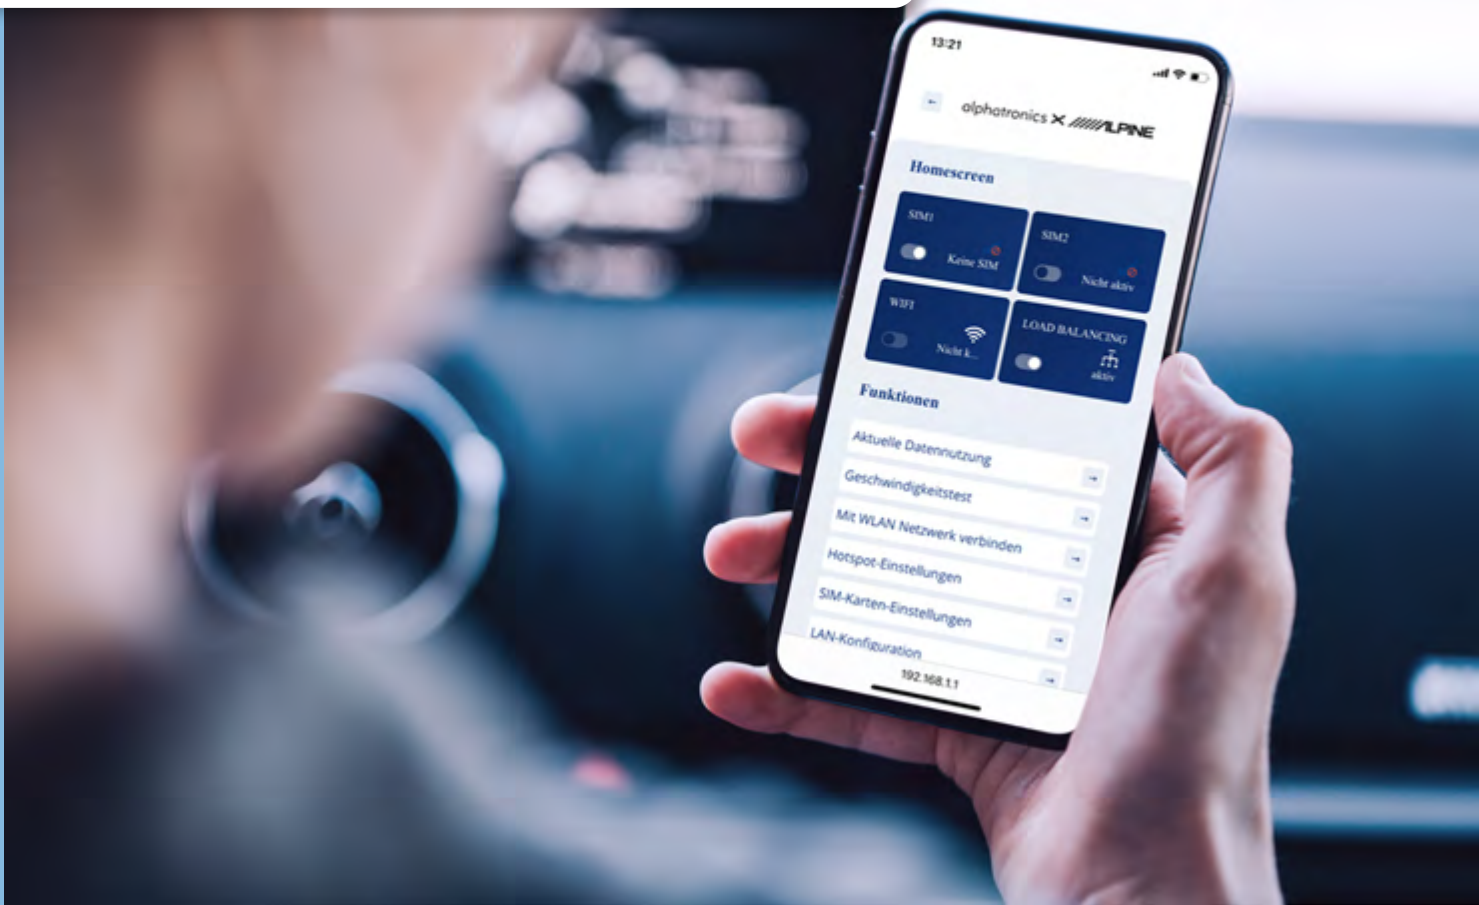 13:21
alphatronics X ALPINE
Homescreen
SIM1
Keine SIM
SIM2
Nicht aktiv
WIFI
Nicht k...
LOAD BALANCING
aktiv
Funktionen
Aktuelle Datennutzung
Geschwindigkeitstest
Mit WLAN Netzwerk verbinden
Hotspot-Einstellungen
SIM-Karten-Einstellungen
LAN-Konfiguration
192.168.1.1